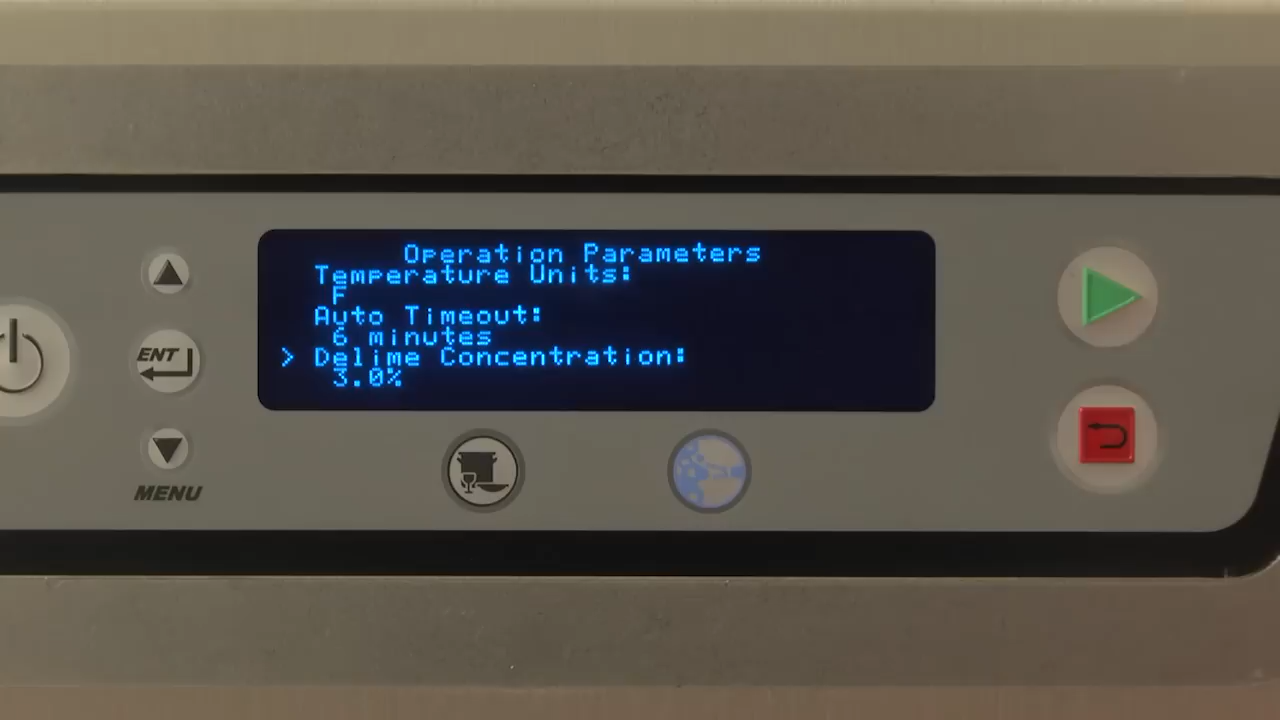 Operation Parameters
Temperature Units:
F
Auto Timeout:
6 minutes
> Delime Concentration:
3.0%
ENT
MENU